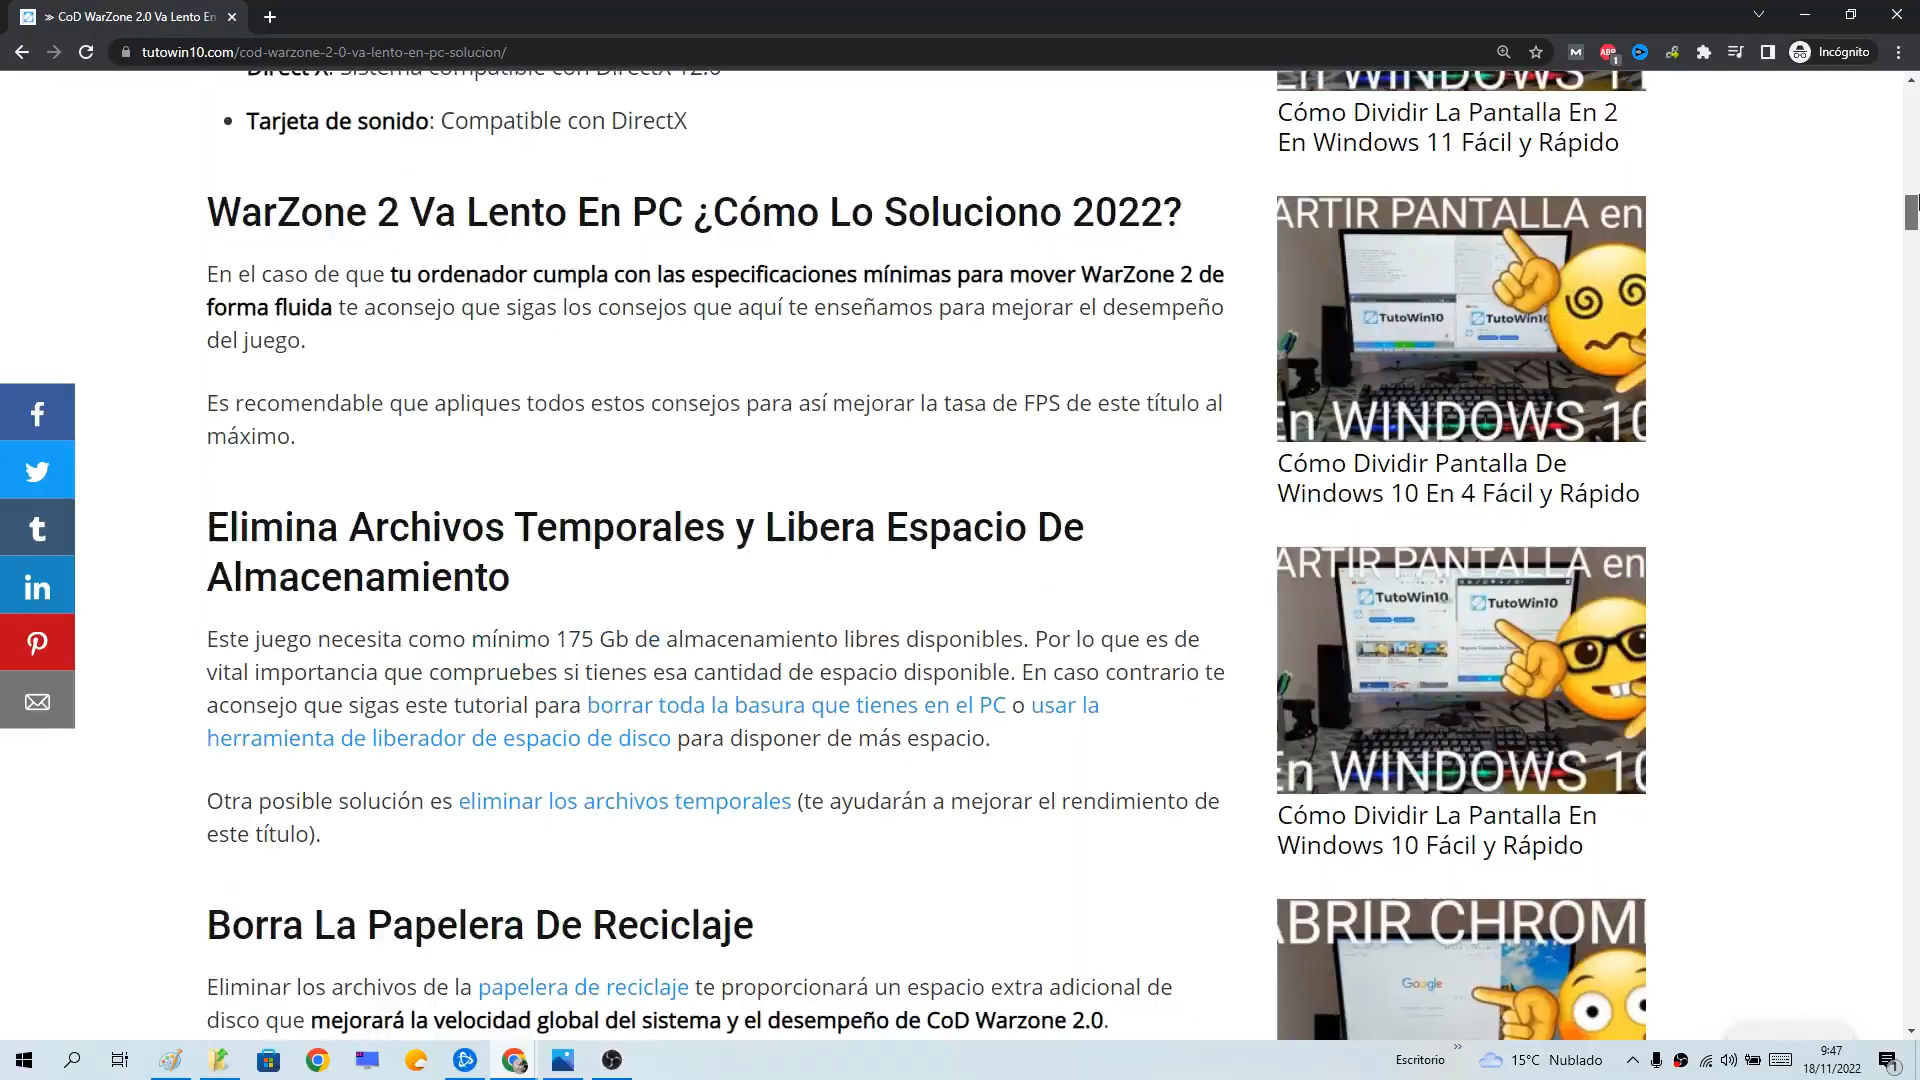 ≫ CoD WarZone 2.0 Va Lento En
tutowin10.com/cod-warzone-2-0-va-lento-en-pc-solucion/
ABP
1
Incógnito
Direct X: Sistema compatible con DirectX 12.0
Tarjeta de sonido: Compatible con DirectX
WarZone 2 Va Lento En PC ¿Cómo Lo Soluciono 2022?
En el caso de que tu ordenador cumpla con las especificaciones mínimas para mover WarZone 2 de
forma fluida te aconsejo que sigas los consejos que aquí te enseñamos para mejorar el desempeño
del juego.
Es recomendable que apliques todos estos consejos para así mejorar la tasa de FPS de este título al
máximo.
Elimina Archivos Temporales y Libera Espacio De
Almacenamiento
Este juego necesita como mínimo 175 Gb de almacenamiento libres disponibles. Por lo que es de
vital importancia que compruebes si tienes esa cantidad de espacio disponible. En caso contrario te
aconsejo que sigas este tutorial para borrar toda la basura que tienes en el PC o usar la
herramienta de liberador de espacio de disco para disponer de más espacio.
Otra posible solución es eliminar los archivos temporales (te ayudarán a mejorar el rendimiento de
este título).
Borra La Papelera De Reciclaje
Eliminar los archivos de la papelera de reciclaje te proporcionará un espacio extra adicional de
disco que mejorará la velocidad global del sistema y el desempeño de CoD Warzone 2.0.
En WINDOWS 11
Cómo Dividir La Pantalla En 2
En Windows 11 Fácil y Rápido
ARTIR PANTALLA en
TutoWin10
TutoWin10
En WINDOWS 10
Cómo Dividir Pantalla De
Windows 10 En 4 Fácil y Rápido
ARTIR PANTALLA en
TutoWin10
TutoWin10
En WINDOWS 10
Cómo Dividir La Pantalla En
Windows 10 Fácil y Rápido
ABRIR CHROME
Google
Escritorio
15°C Nublado
9:47
18/11/2022
1